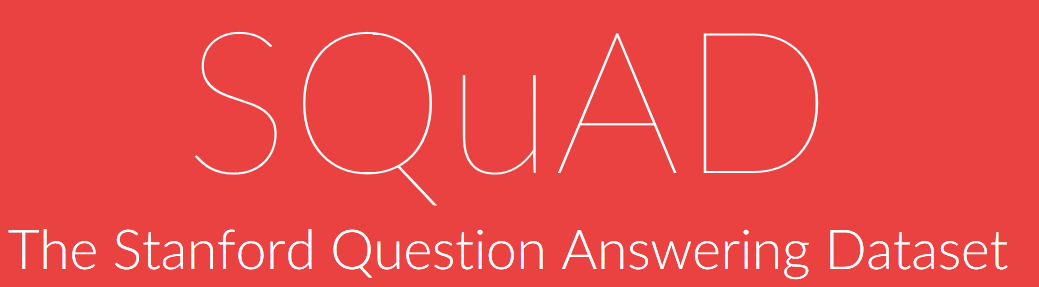 SQuAD
The Stanford Question Answering Dataset